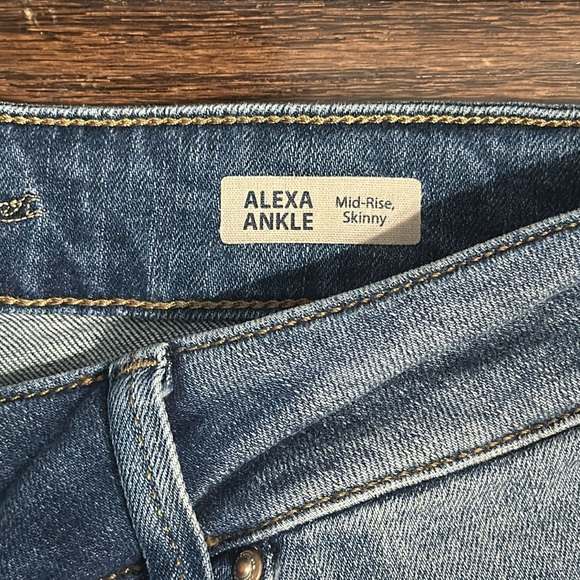 ALEXA
ANKLE
Mid-Rise,
Skinny